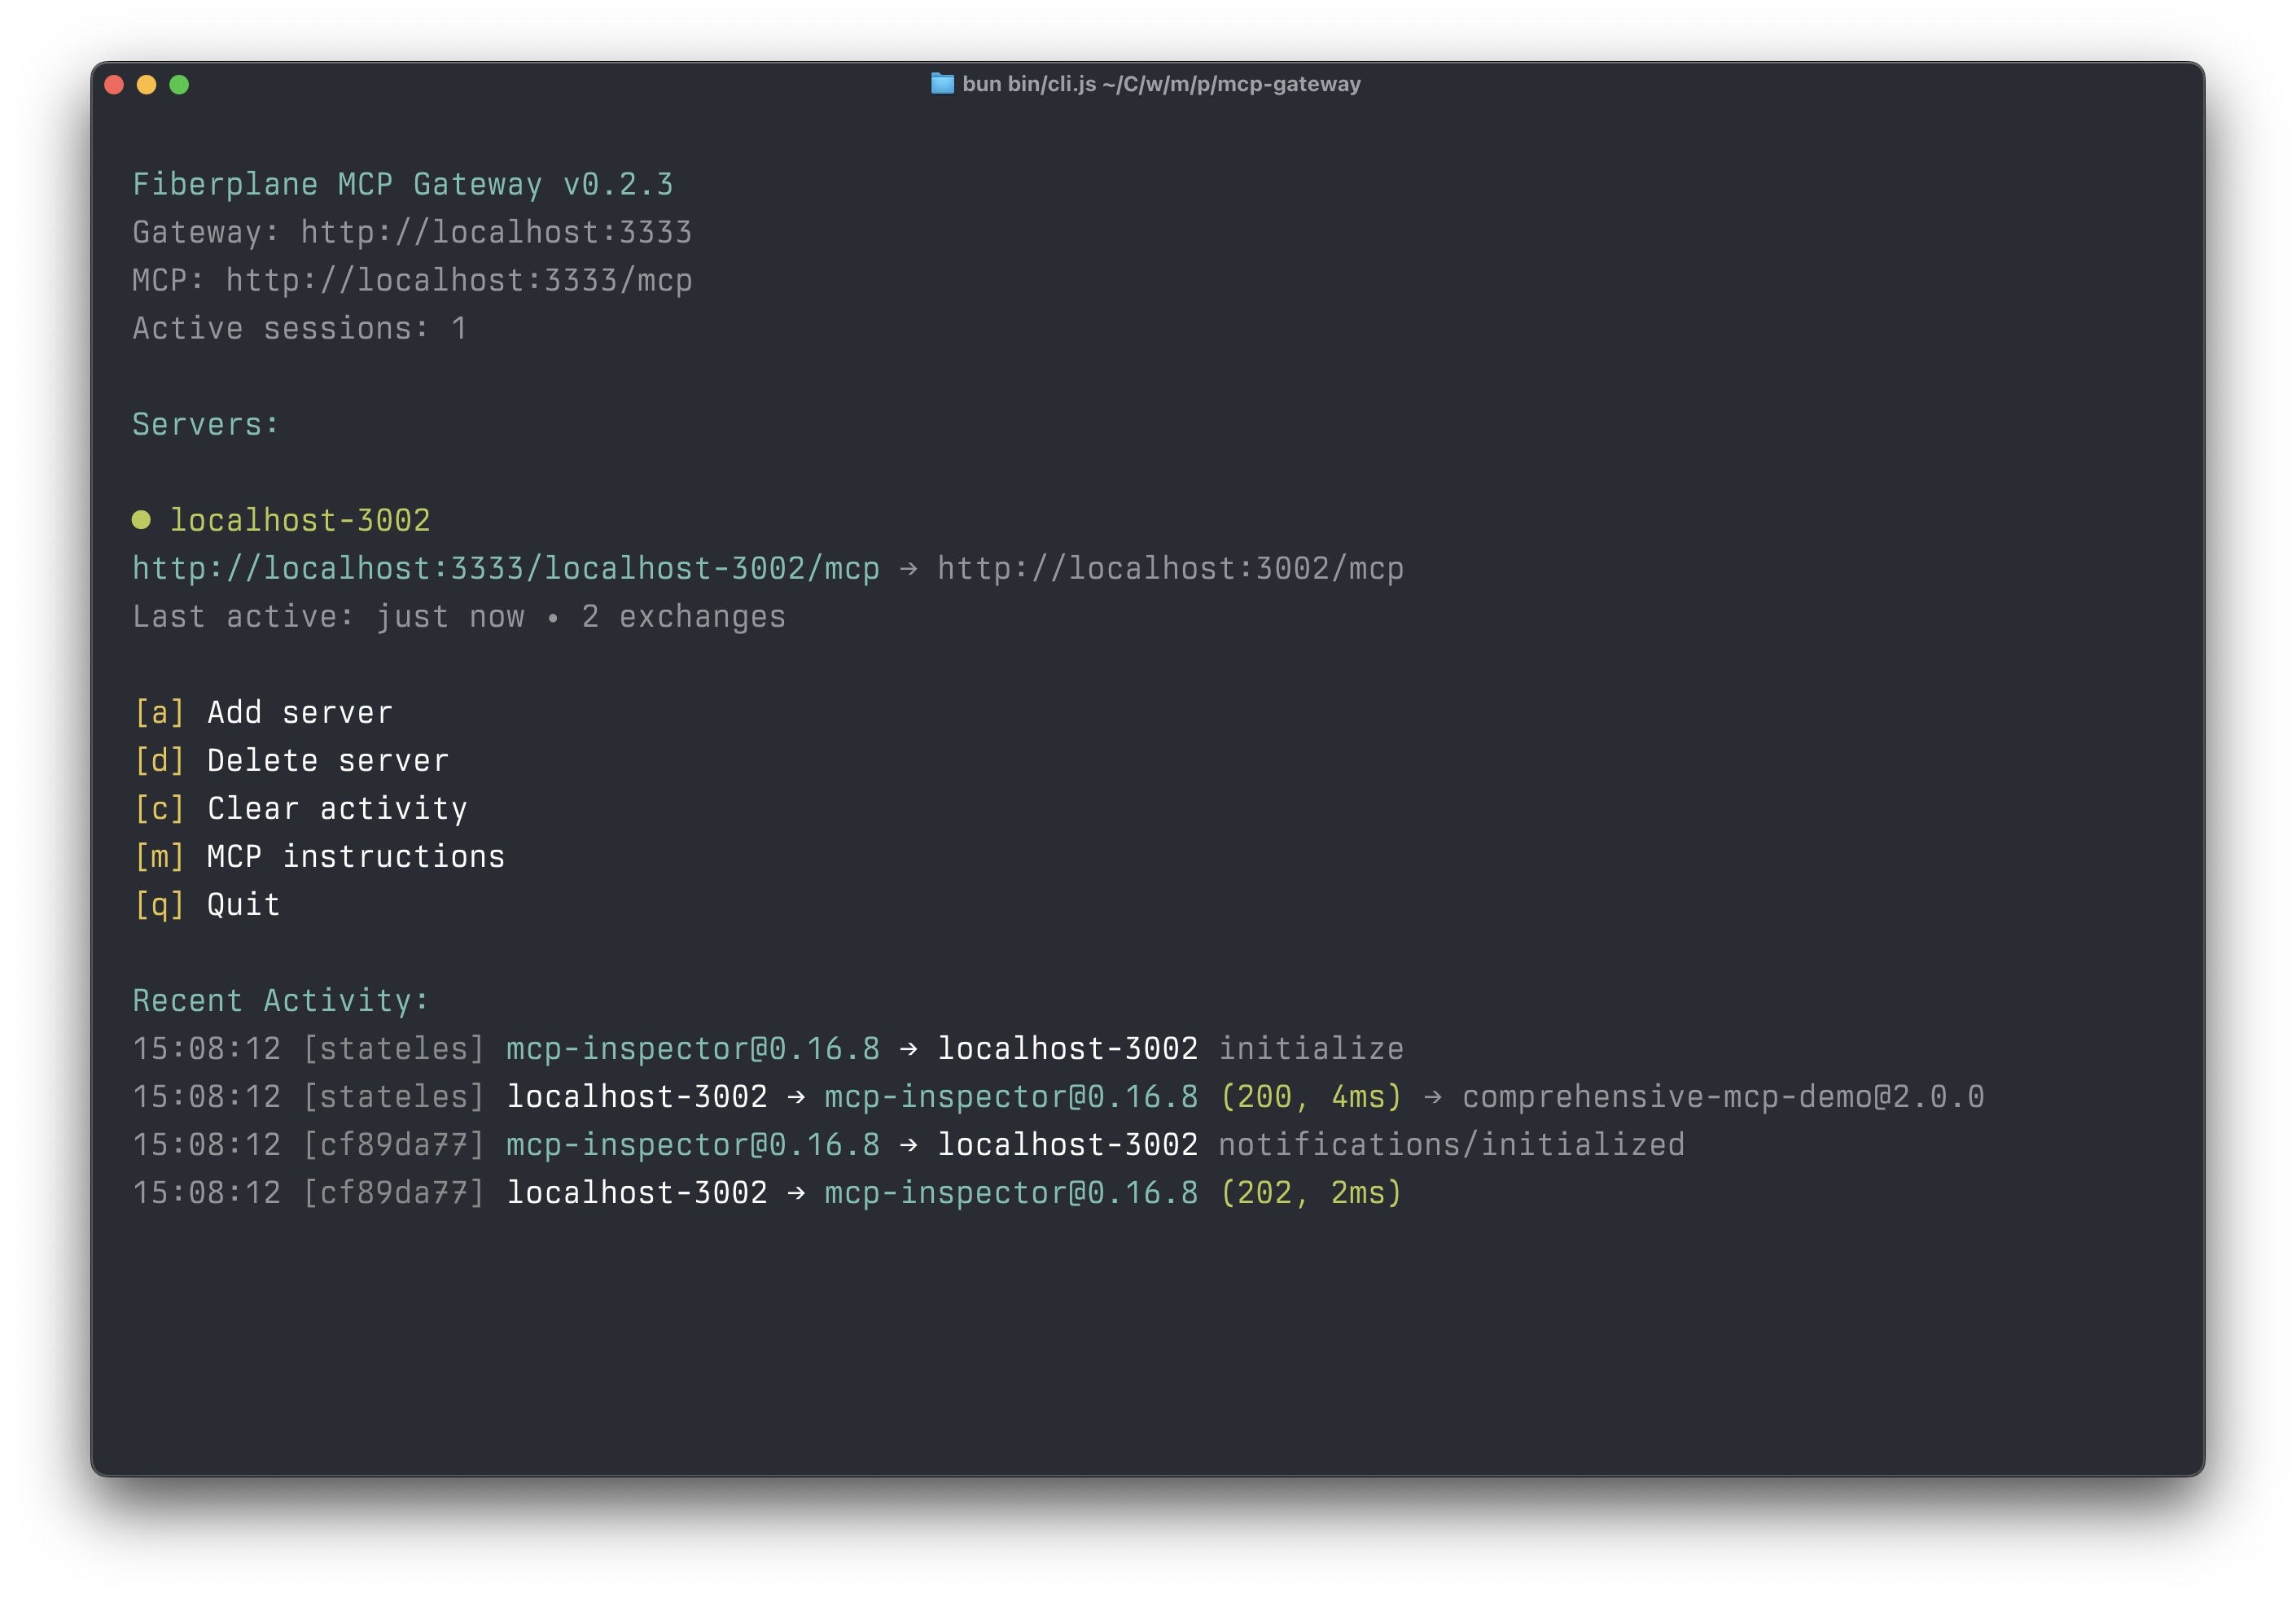 bun bin/cli.js ~/C/w/m/p/mcp-gateway
Fiberplane MCP Gateway v0.2.3
Gateway: http://localhost:3333
MCP: http://localhost:3333/mcp
Active sessions: 1
Servers:
● localhost-3002
http://localhost:3333/localhost-3002/mcp → http://localhost:3002/mcp
Last active: just now • 2 exchanges
[a] Add server
[d] Delete server
[c] Clear activity
[m] MCP instructions
[q] Quit
Recent Activity:
15:08:12 [stateles] mcp-inspector@0.16.8 → localhost-3002 initialize
15:08:12 [stateles] localhost-3002 → mcp-inspector@0.16.8 (200, 4ms) → comprehensive-mcp-demo@2.0.0
15:08:12 [cf89da77] mcp-inspector@0.16.8 → localhost-3002 notifications/initialized
15:08:12 [cf89da77] localhost-3002 → mcp-inspector@0.16.8 (202, 2ms)